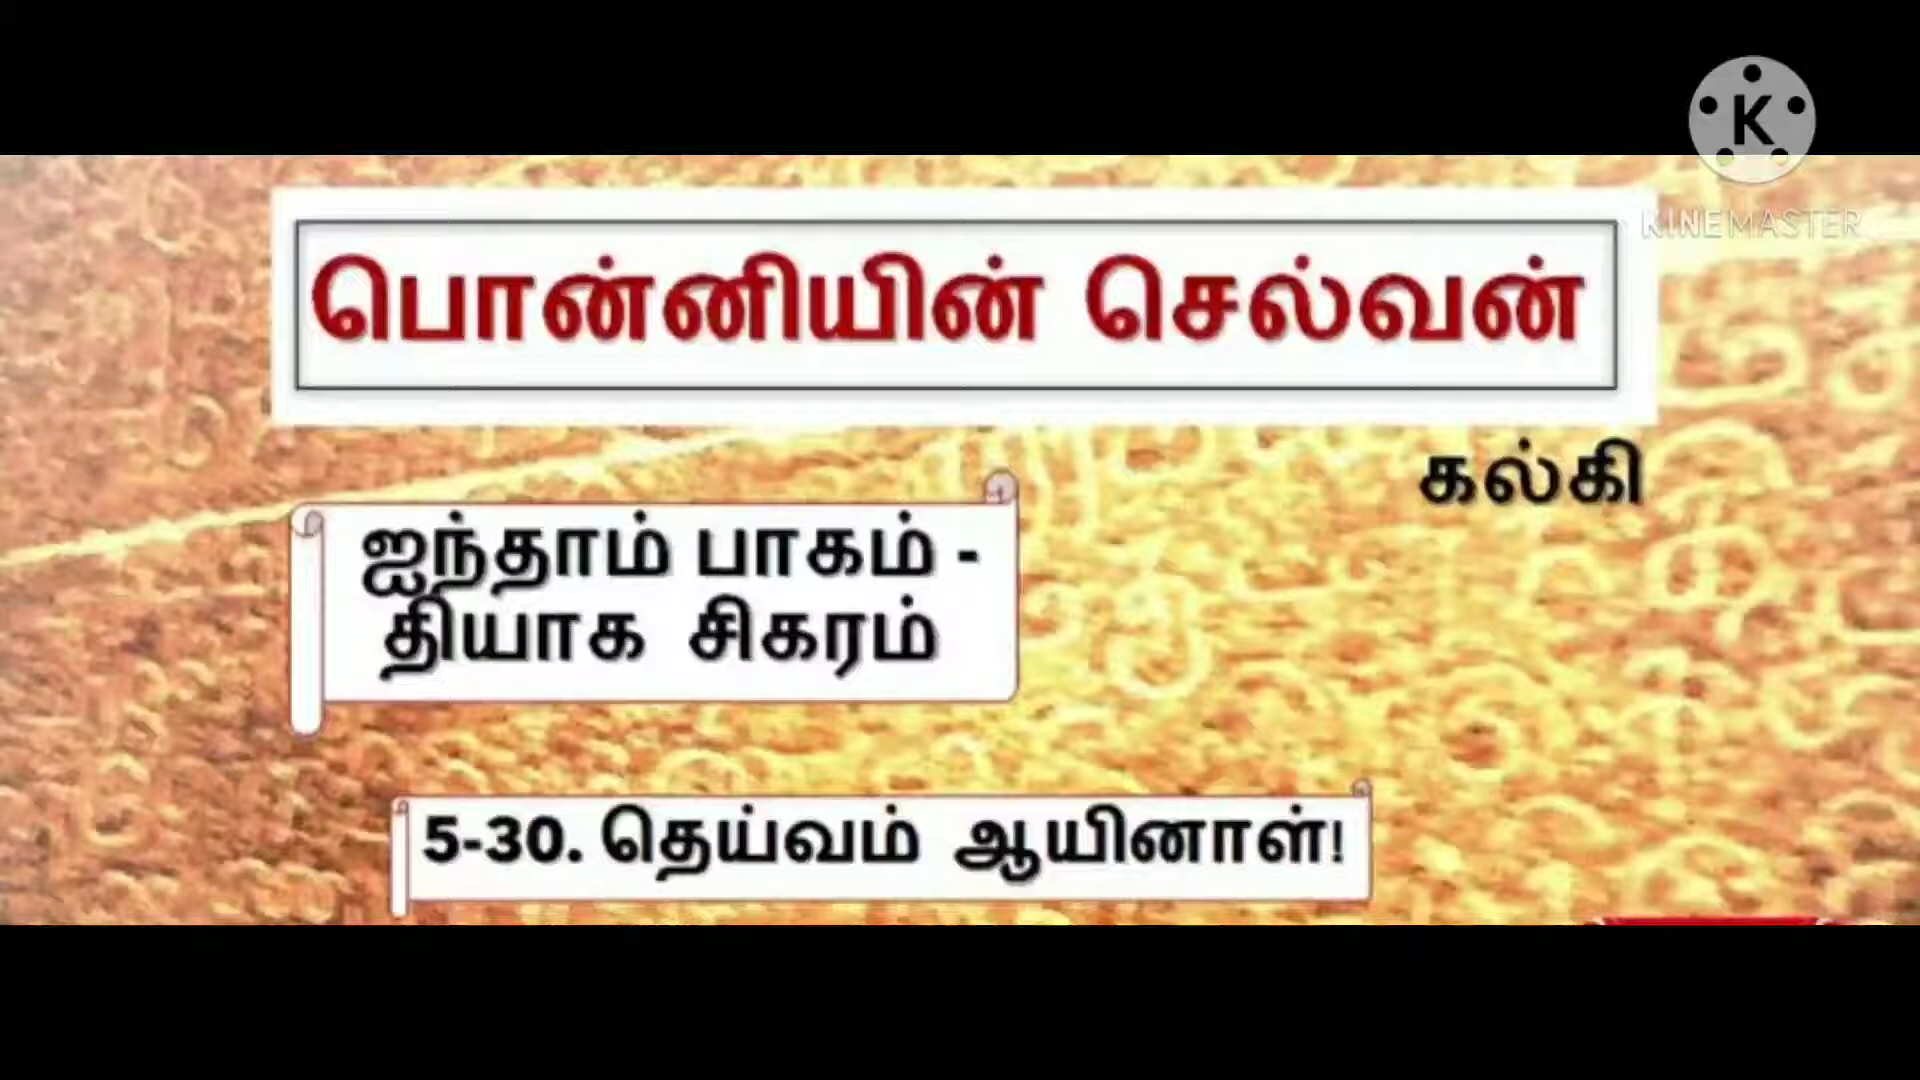 K
KINEMASTER
பொன்னியின் செல்வன்
கல்கி
ஐந்தாம் பாகம் -
தியாக சிகரம்
5-30. தெய்வம் ஆயினாள்!